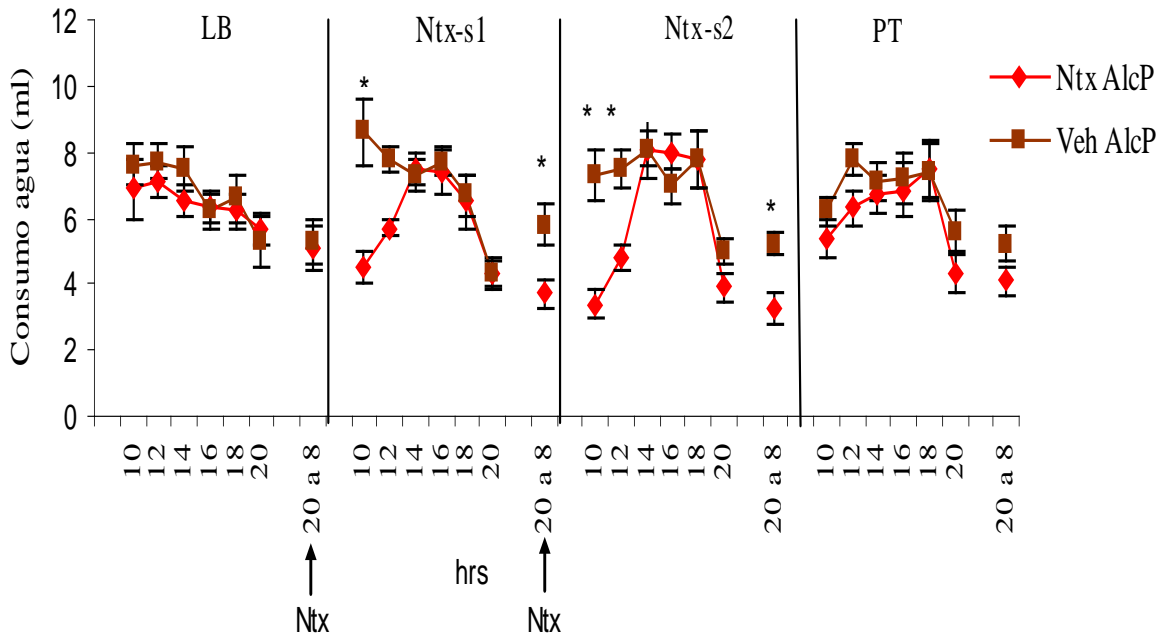 LB
Ntx-s1
Ntx-s2
PT
Consumo agua (ml)
12
10
8
6
4
2
0
*
*
* *
*
Ntx AlcP
Veh AlcP
10 12 14 16 18 20 20 a 8
10 12 14 16 18 20 20 a 8
10 12 14 16 18 20 20 a 8
10 12 14 16 18 20 20 a 8
hrs
Ntx
Ntx